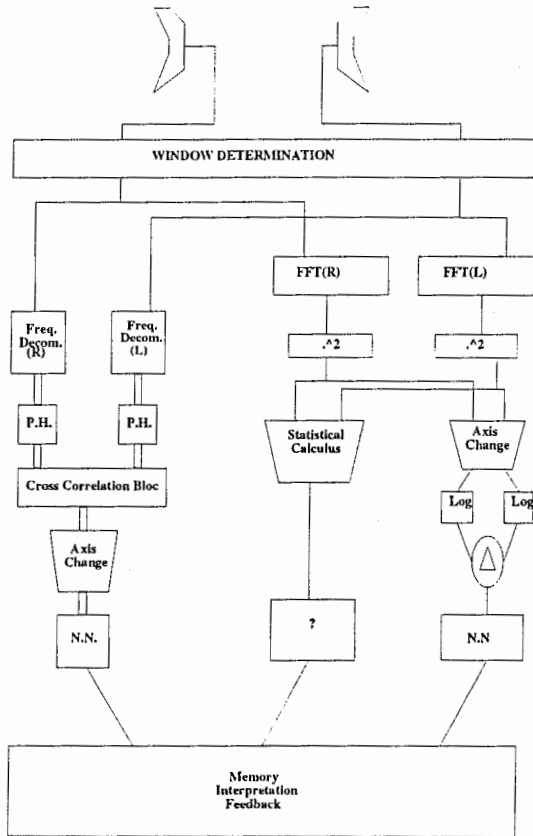 WINDOW DETERMINATION
FFT(R)
FFT(L)
Freq.
Decom.
(R)
Freq.
Decom.
(L)
.^2
.^2
P.H.
P.H.
Statistical
Calculus
Axis
Change
Cross Correlation Bloc
Log
Log
Axis
Change
Δ
N.N.
?
N.N
Memory
Interpretation
Feedback